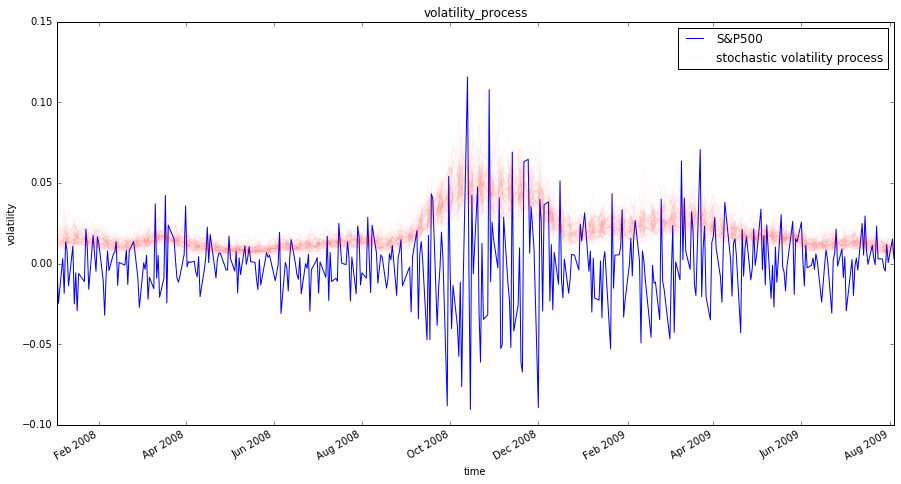 volatility_process
S&P500
stochastic volatility process
volatility
0.15
0.10
0.05
0.00
−0.05
−0.10
Feb 2008
Apr 2008
Jun 2008
Aug 2008
Oct 2008
Dec 2008
Feb 2009
Apr 2009
Jun 2009
Aug 2009
time